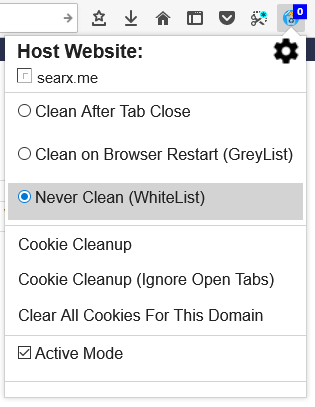 0
Host Website:
searx.me
Clean After Tab Close
Clean on Browser Restart (GreyList)
Never Clean (WhiteList)
Cookie Cleanup
Cookie Cleanup (Ignore Open Tabs)
Clear All Cookies For This Domain
Active Mode